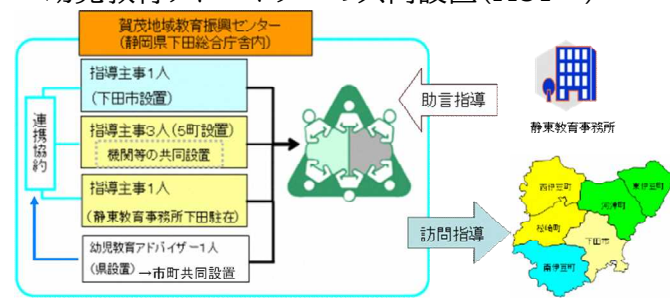 賀茂地域教育振興センター
(静岡県下田総合庁舎内)
指導主事1人
(下田市設置)
指導主事3人(5町設置)
機関等の共同設置
指導主事1人
(静東教育事務所下田駐在)
幼児教育アドバイザー1人
(県設置)→市町共同設置
連携協約
助言指導
静東教育事務所
訪問指導
西伊豆町
東伊豆町
河津町
松崎町
下田市
南伊豆町